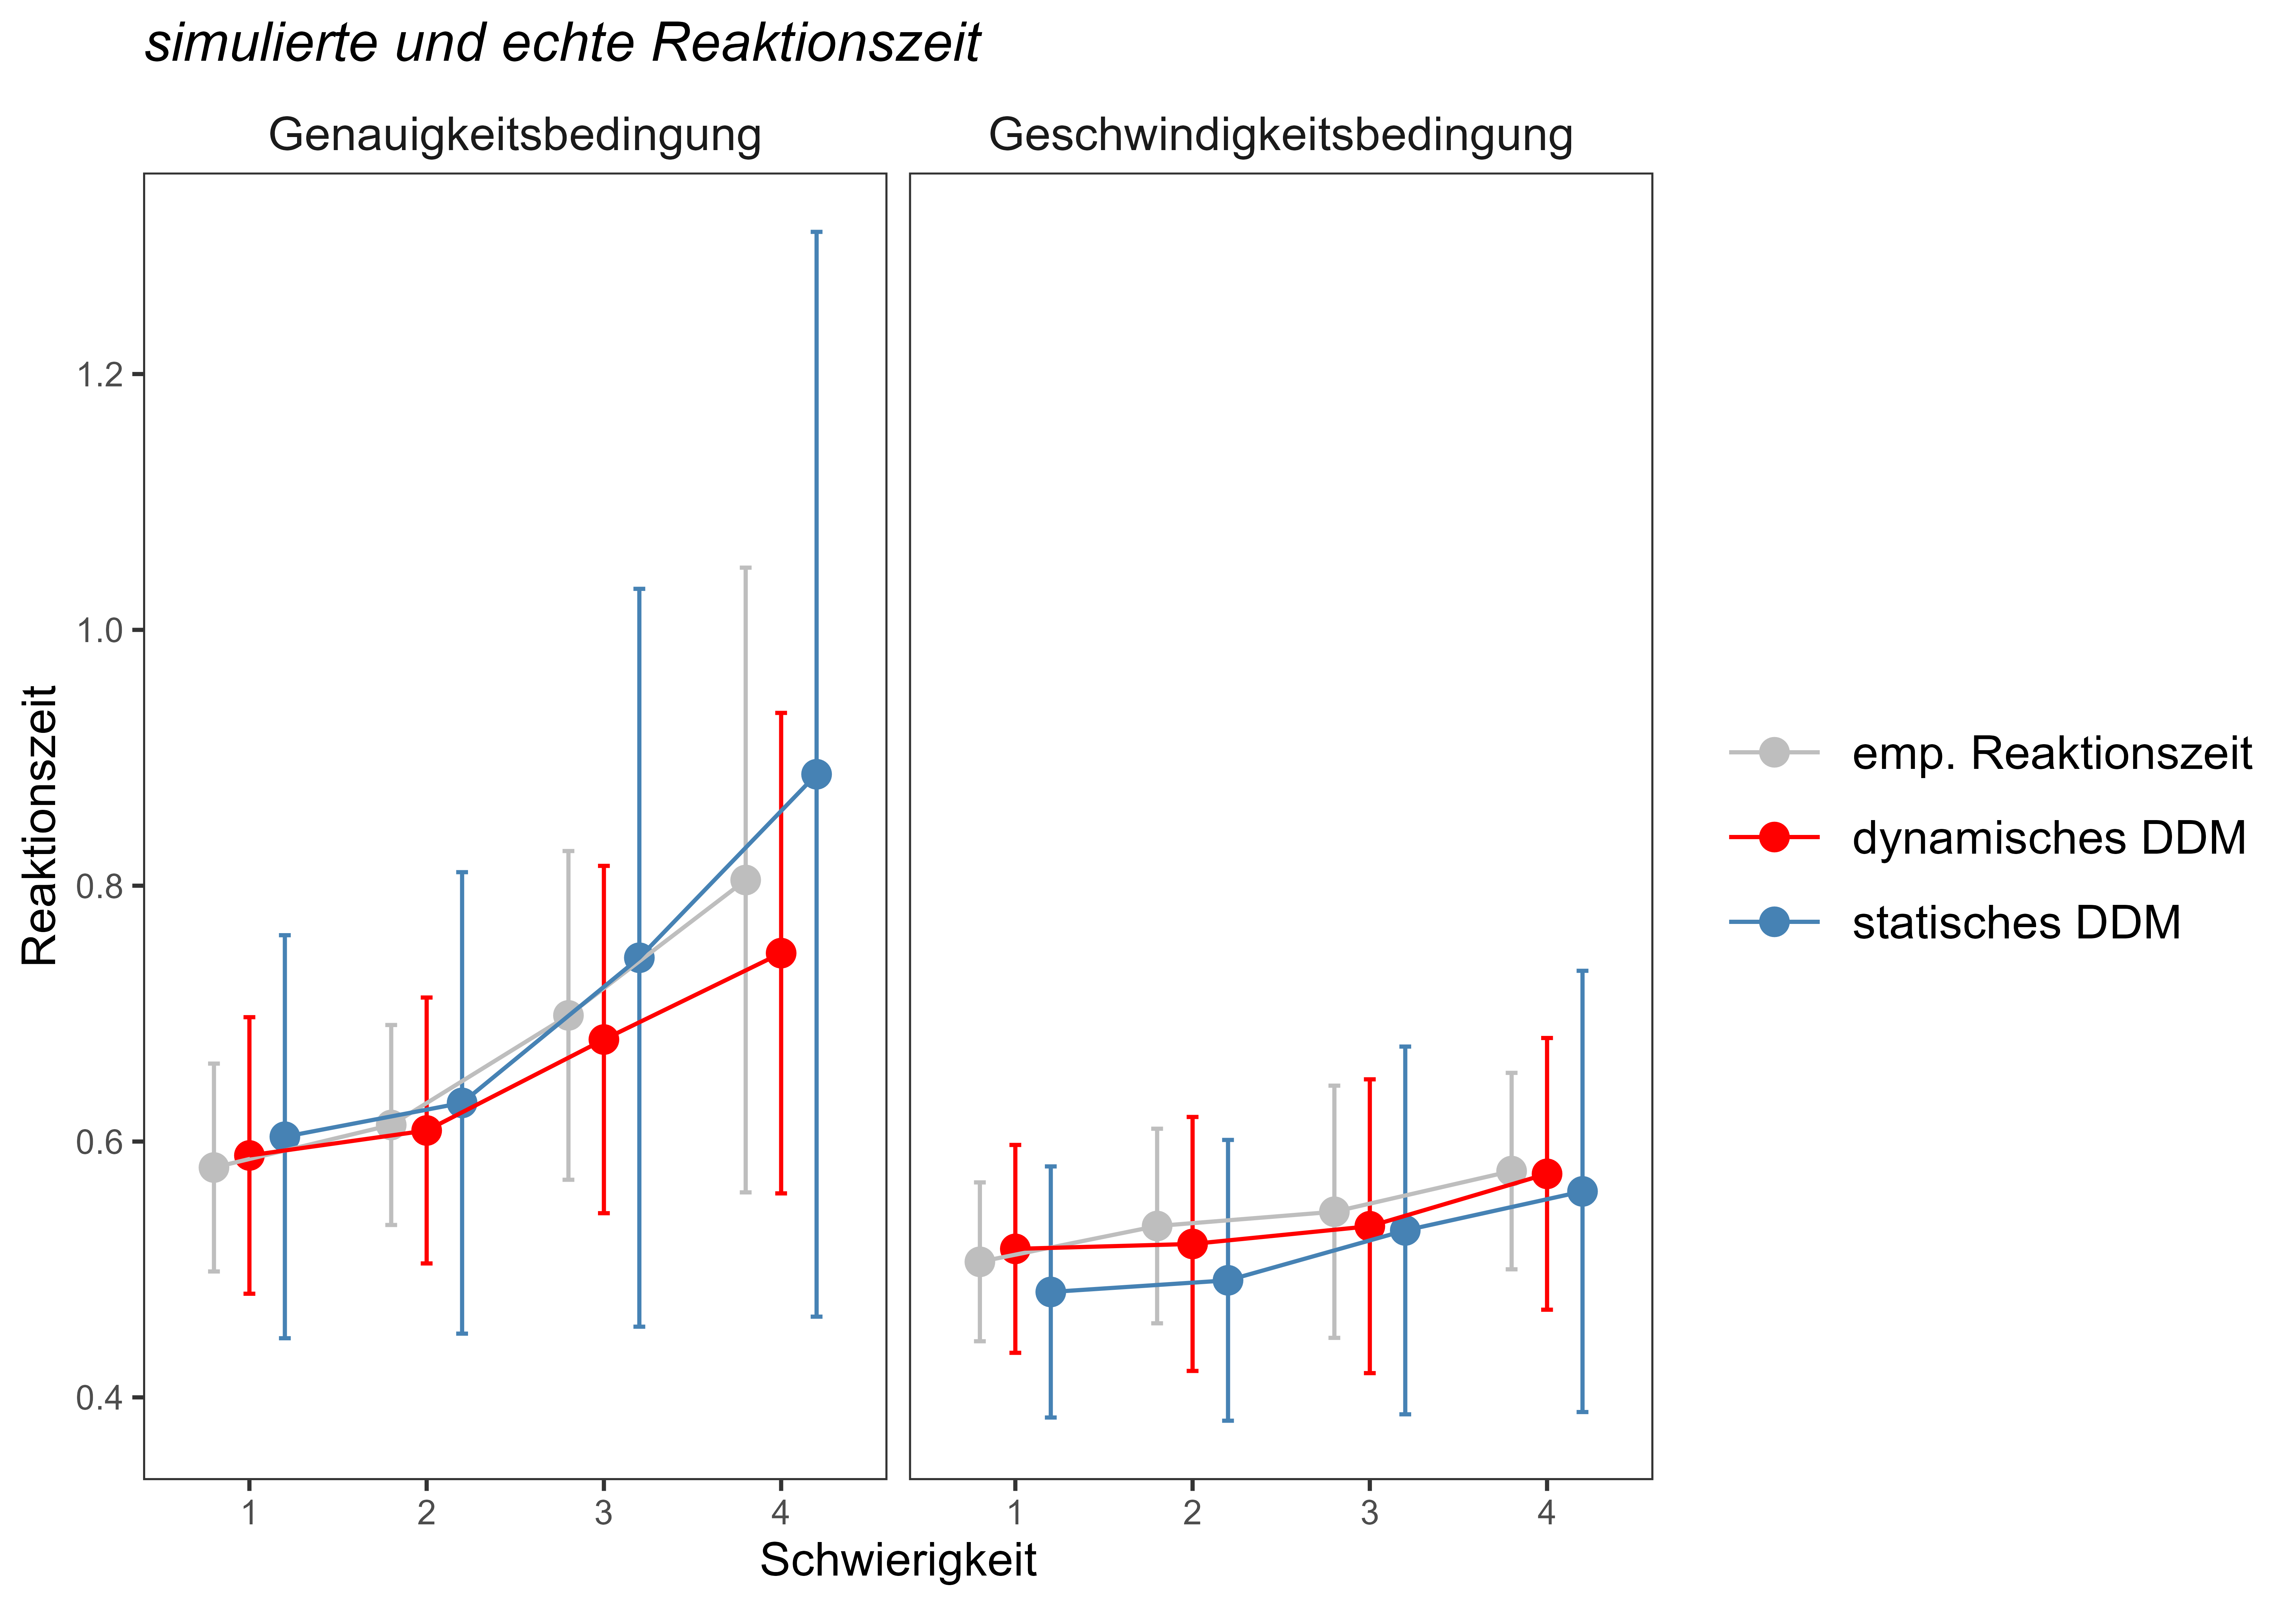 simulierte und echte Reaktionszeit
Genauigkeitsbedingung
Geschwindigkeitsbedingung
Reaktionszeit
1.2
1.0
0.8
0.6
0.4
1 2 3 4
1 2 3 4
Schwierigkeit
emp. Reaktionszeit
dynamisches DDM
statisches DDM